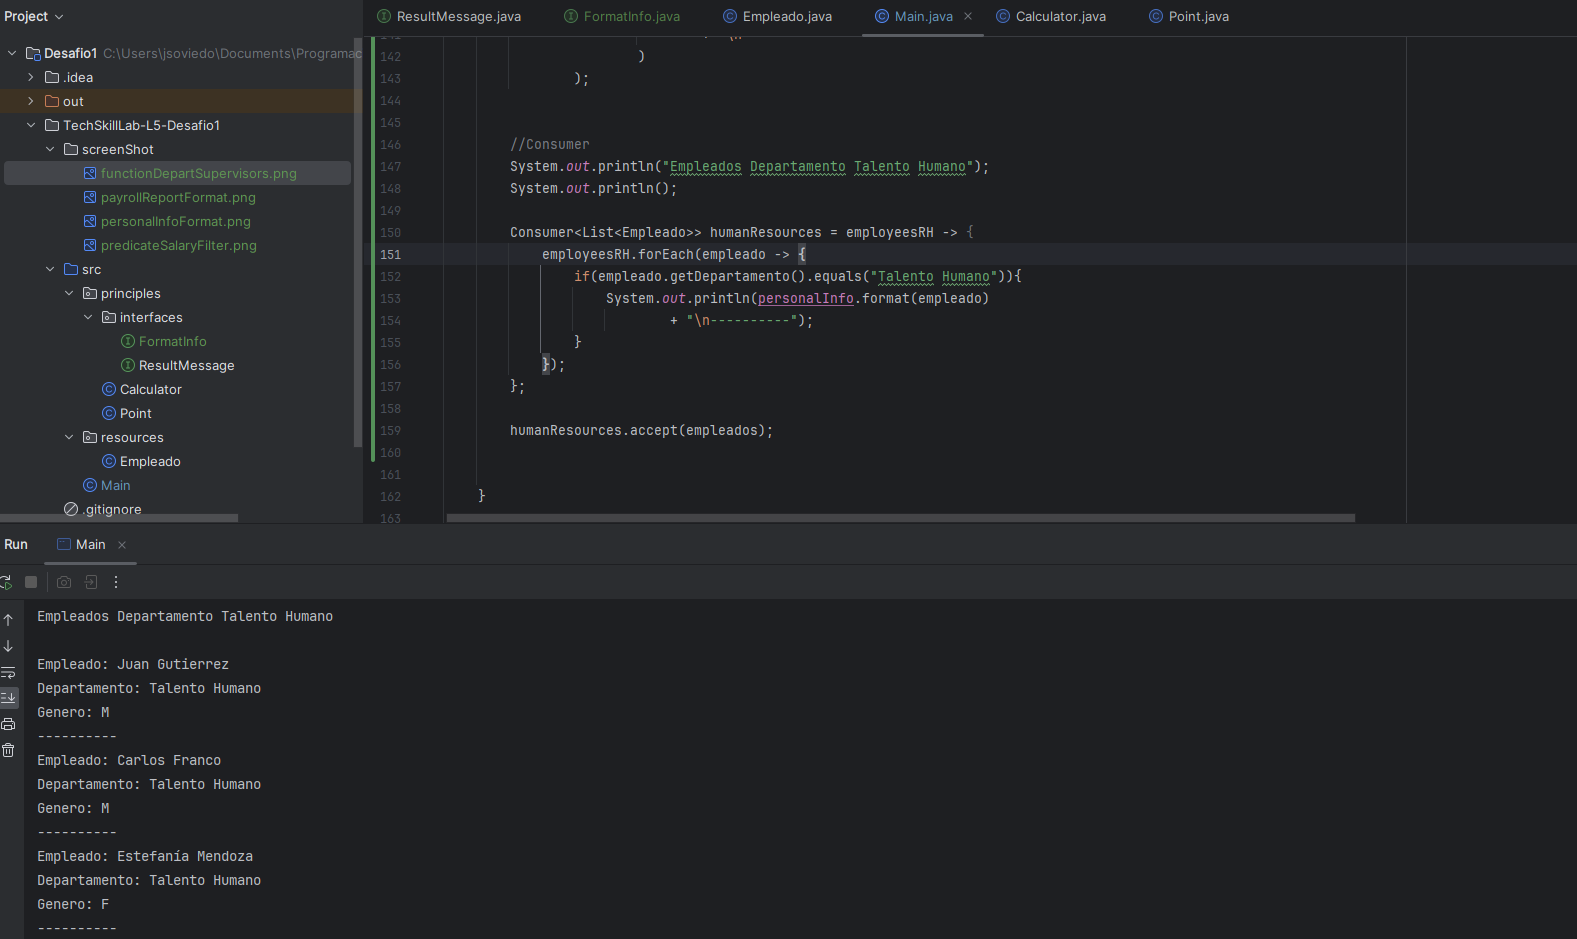 Project
Desafio1 C:\Users\jsoviedo\Documents\Programac
.idea
out
TechSkillLab-L5-Desafio1
screenShot
functionDepartSupervisors.png
payrollReportFormat.png
personalInfoFormat.png
predicateSalaryFilter.png
src
principles
interfaces
FormatInfo
ResultMessage
Calculator
Point
resources
Empleado
Main
.gitignore
ResultMessage.java FormatInfo.java Empleado.java Main.java Calculator.java Point.java
142 )
143 );
144
145
146 //Consumer
147 System.out.println("Empleados Departamento Talento Humano");
148 System.out.println();
149
150 Consumer<List<Empleado>> humanResources = employeesRH -> {
151 employeesRH.forEach(empleado -> {
152 if(empleado.getDepartamento().equals("Talento Humano")){
153 System.out.println(personalInfo.format(empleado)
154 + "\n----------");
155 }
156 });
157 };
158
159 humanResources.accept(empleados);
160
161
162 }
163
Run Main
Empleados Departamento Talento Humano
Empleado: Juan Gutierrez
Departamento: Talento Humano
Genero: M
----------
Empleado: Carlos Franco
Departamento: Talento Humano
Genero: M
----------
Empleado: Estefanía Mendoza
Departamento: Talento Humano
Genero: F
----------